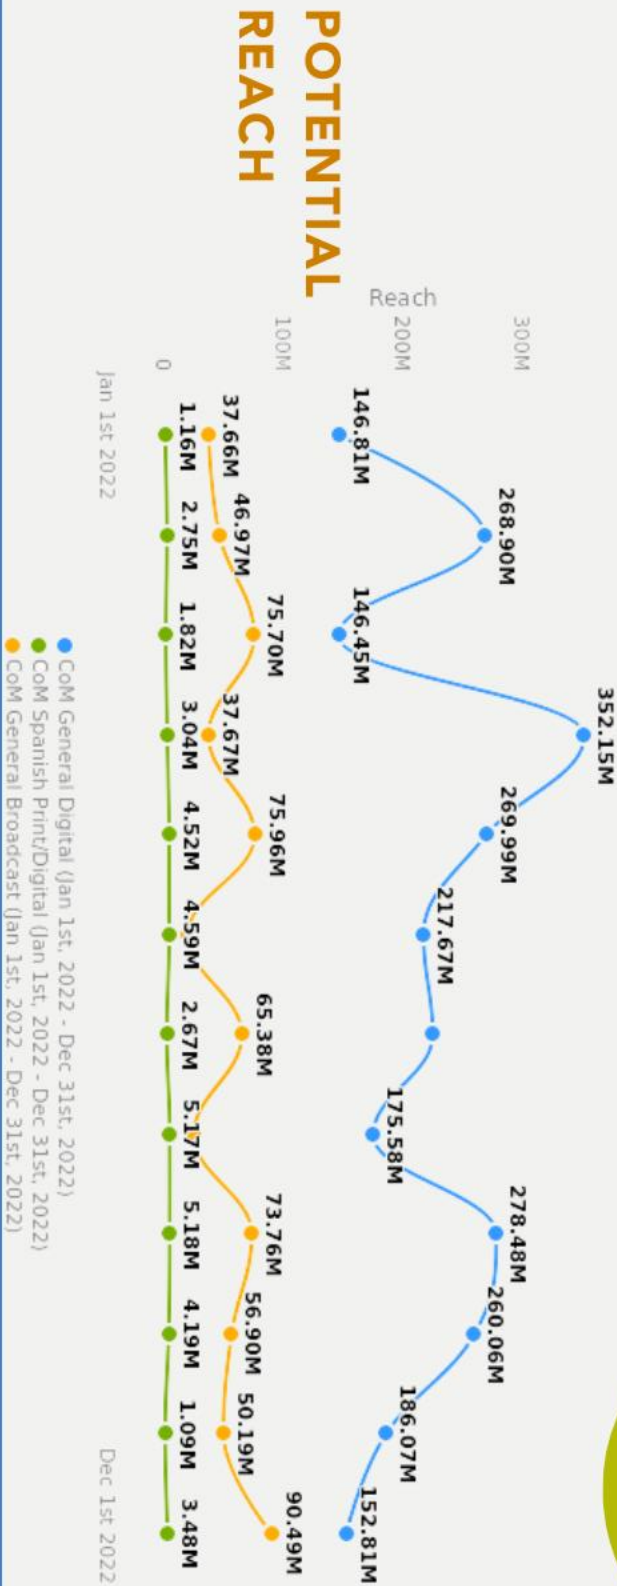 POTENTIAL
REACH
Reach
300M
200M
100M
0
352.15M
268.90M
269.99M
278.48M
260.06M
217.67M
146.81M
146.45M
175.58M
186.07M
152.81M
37.66M
46.97M
75.70M
37.67M
75.96M
65.38M
73.76M
56.90M
50.19M
90.49M
1.16M
2.75M
1.82M
3.04M
4.52M
4.59M
2.67M
5.17M
5.18M
4.19M
1.09M
3.48M
Jan 1st 2022
Dec 1st 2022
CoM General Digital (Jan 1st, 2022 - Dec 31st, 2022)
CoM Spanish Print/Digital (Jan 1st, 2022 - Dec 31st, 2022)
CoM General Broadcast (Jan 1st, 2022 - Dec 31st, 2022)